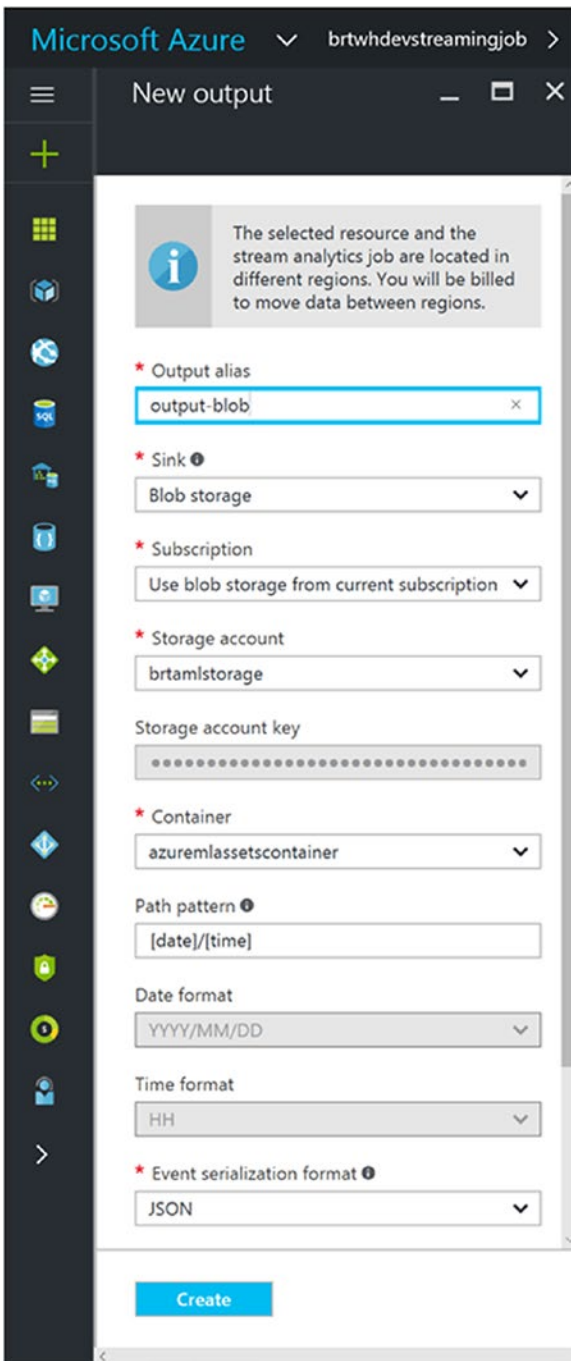 Microsoft Azure brtwhdevstreamingjob
New output
The selected resource and the
stream analytics job are located in
different regions. You will be billed
to move data between regions.
* Output alias
output-blob
* Sink
Blob storage
* Subscription
Use blob storage from current subscription
* Storage account
brtamlstorage
Storage account key
* Container
azuremlassetscontainer
Path pattern
[date]/[time]
Date format
YYYY/MM/DD
Time format
HH
* Event serialization format
JSON
Create
SQL